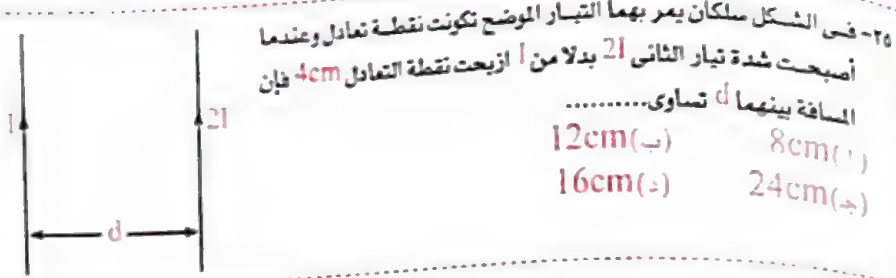 ٢٥- فى الشكل سلكان يمر بهما التيار الموضح تكونت نقطة تعادل وعندما
أصبحت شدة تيار الثانى 2I بدلا من I ازيحت نقطة التعادل 4cm فإن
المسافة بينهما d تساوى..........
(أ) 8cm (ب) 12cm
(جـ) 24cm (د) 16cm
I 2I
d